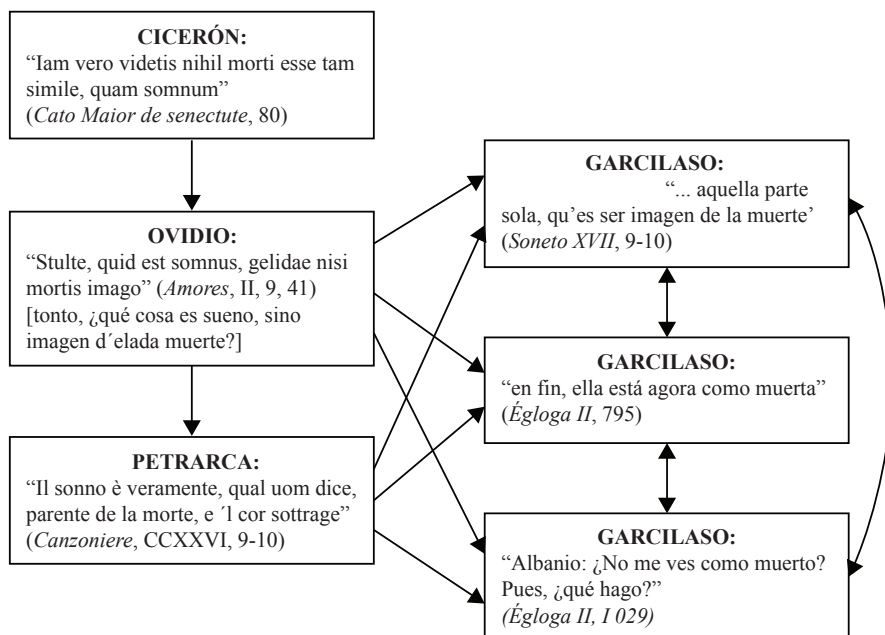 CICERÓN:
“Iam vero videtis nihil morti esse tam
simile, quam somnum”
(Cato Maior de senectute, 80)
OVIDIO:
“Stulte, quid est somnus, gelidae nisi
mortis imago” (Amores, II, 9, 41)
[tonto, ¿qué cosa es sueno, sino
imagen d´elada muerte?]
PETRARCA:
“Il sonno è veramente, qual uom dice,
parente de la morte, e ´l cor sottrage”
(Canzoniere, CCXXVI, 9-10)
GARCILASO:
“... aquella parte
sola, qu’es ser imagen de la muerte’
(Soneto XVII, 9-10)
GARCILASO:
“en fin, ella está agora como muerta”
(Égloga II, 795)
GARCILASO:
“Albanio: ¿No me ves como muerto?
Pues, ¿qué hago?”
(Égloga II, I 029)